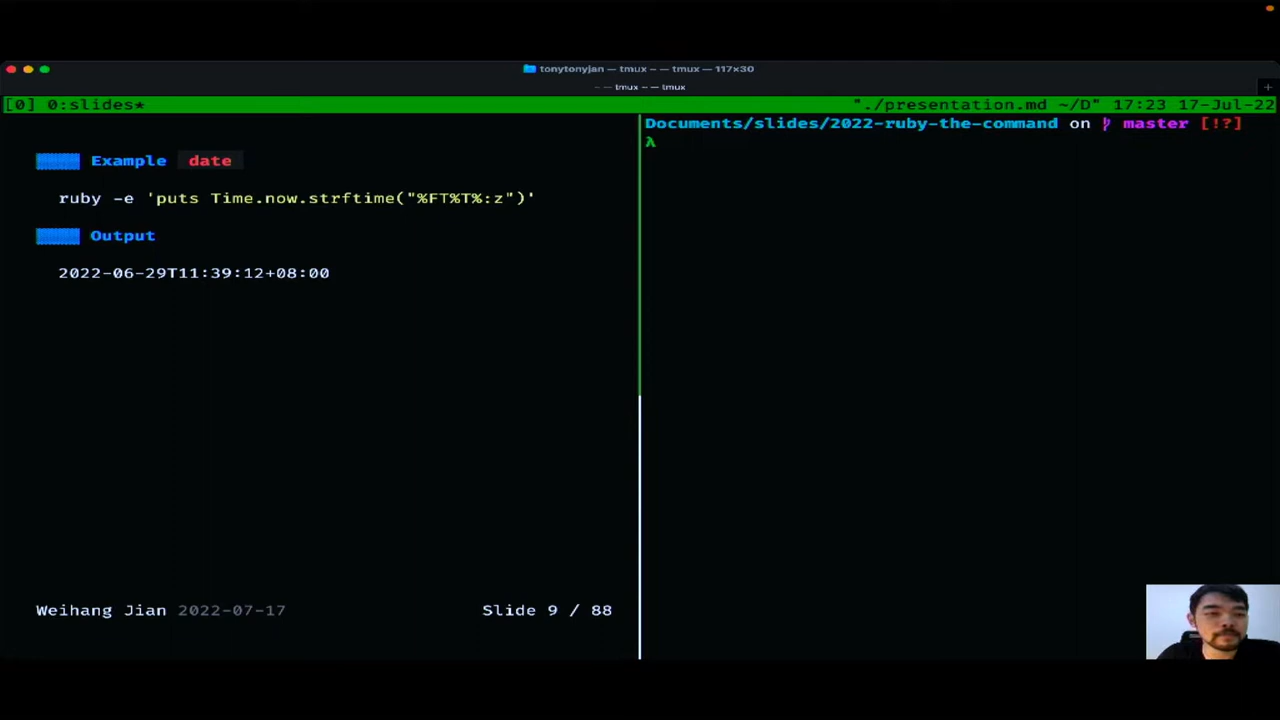 tonytonyjan — tmux - — tmux — 117×30
- — tmux - — tmux
+
[0] 0:slides* "./presentation.md ~/D" 17:23 17-Jul-22
Example date
ruby -e 'puts Time.now.strftime("%FT%T%:z")'
Output
2022-06-29T11:39:12+08:00
Weihang Jian 2022-07-17 Slide 9 / 88
Documents/slides/2022-ruby-the-command on master [!?]
λ